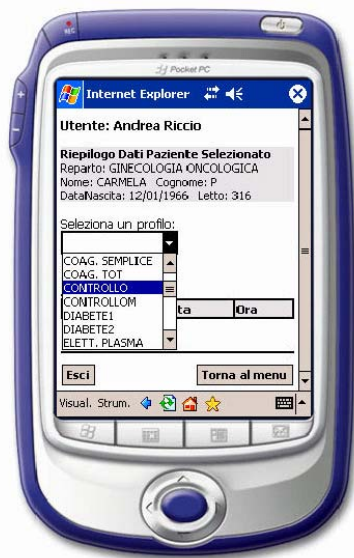 REC
Pocket PC
Internet Explorer
Utente: Andrea Riccio
Riepilogo Dati Paziente Selezionato
Reparto: GINECOLOGIA ONCOLOGICA
Nome: CARMELA Cognome: P
DataNascita: 12/01/1966 Letto: 316
Seleziona un profilo:
COAG. SEMPLICE
COAG. TOT
CONTROLLO
CONTROLLOM
DIABETE1
DIABETE2
ELETT. PLASMA
ta Ora
Esci Torna al menu
Visual. Strum.